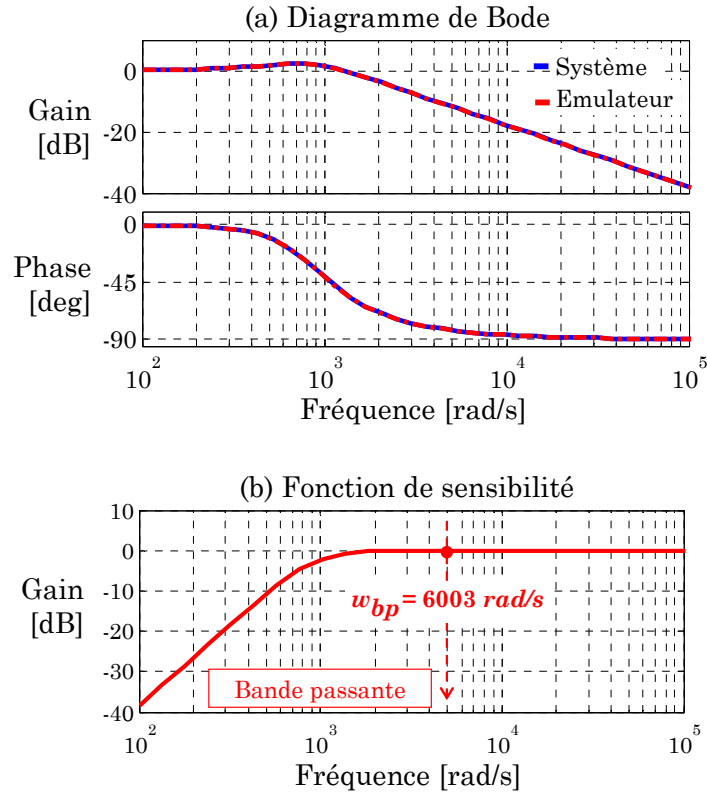 (a) Diagramme de Bode
0
-20
-40
Gain
[dB]
Système
Emulateur
0
-45
-90
Phase
[deg]
10^2
10^3
10^4
10^5
Fréquence [rad/s]
(b) Fonction de sensibilité
10
0
-10
-20
-30
-40
Gain
[dB]
w_bp = 6003 rad/s
Bande passante
10^2
10^3
10^4
10^5
Fréquence [rad/s]